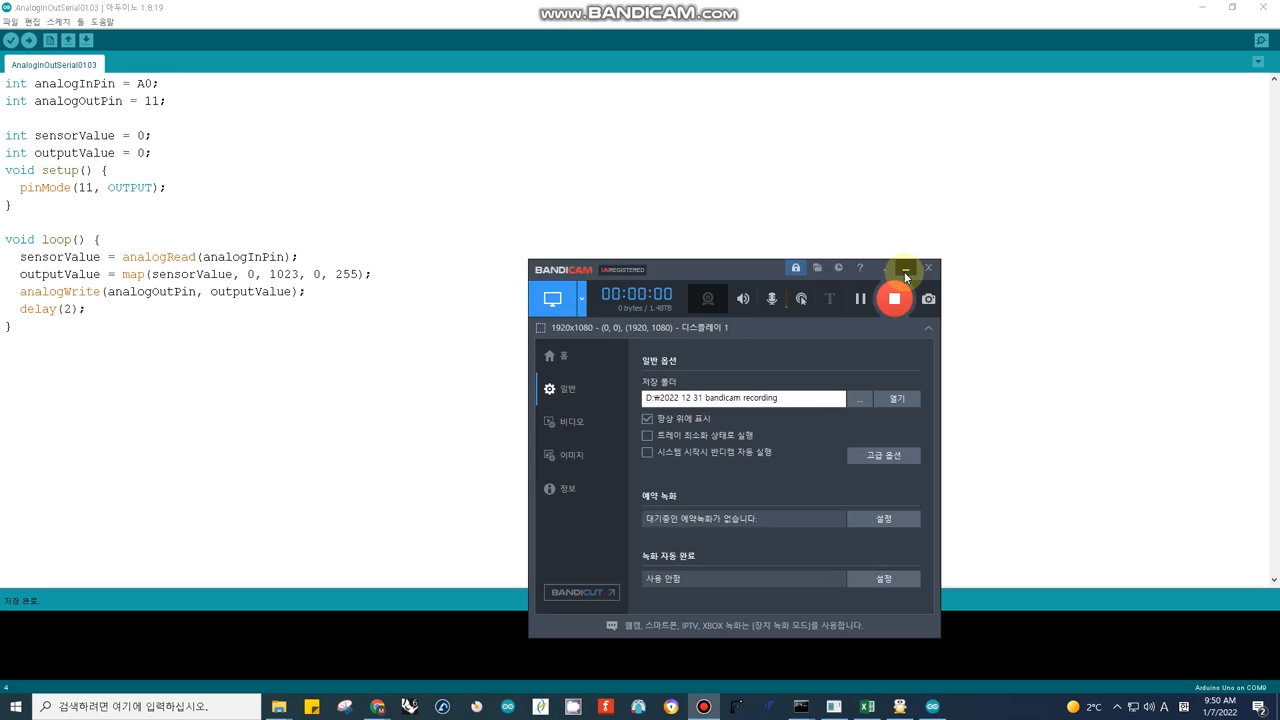 AnalogInOutSerial0103 | 아두이노 1.8.19
www.BANDICAM.com
파일 편집 스케치 툴 도움말
AnalogInOutSerial0103
int analogInPin = A0;
int analogOutPin = 11;
int sensorValue = 0;
int outputValue = 0;
void setup() {
pinMode(11, OUTPUT);
}
void loop() {
sensorValue = analogRead(analogInPin);
outputValue = map(sensorValue, 0, 1023, 0, 255);
analogWrite(analogOutPin, outputValue);
delay(2);
}
BANDICAM UNREGISTERED
00:00:00
0 bytes / 1.48TB
1920x1080 - (0, 0), (1920, 1080) - 디스플레이 1
홈
일반
비디오
이미지
정보
BANDICUT
일반 옵션
저장 폴더
D:₩2022 12 31 bandicam recording
...
열기
항상 위에 표시
트레이 최소화 상태로 실행
시스템 시작시 반디캠 자동 실행
고급 옵션
예약 녹화
대기중인 예약녹화가 없습니다.
설정
녹화 자동 완료
사용 안함
설정
웹캠, 스마트폰, IPTV, XBOX 녹화는 [장치 녹화 모드]를 사용합니다.
저장 완료.
4
Arduino Uno on COM9
검색하려면 여기에 입력하십시오.
2°C
A
9:50 AM
1/7/2022
2